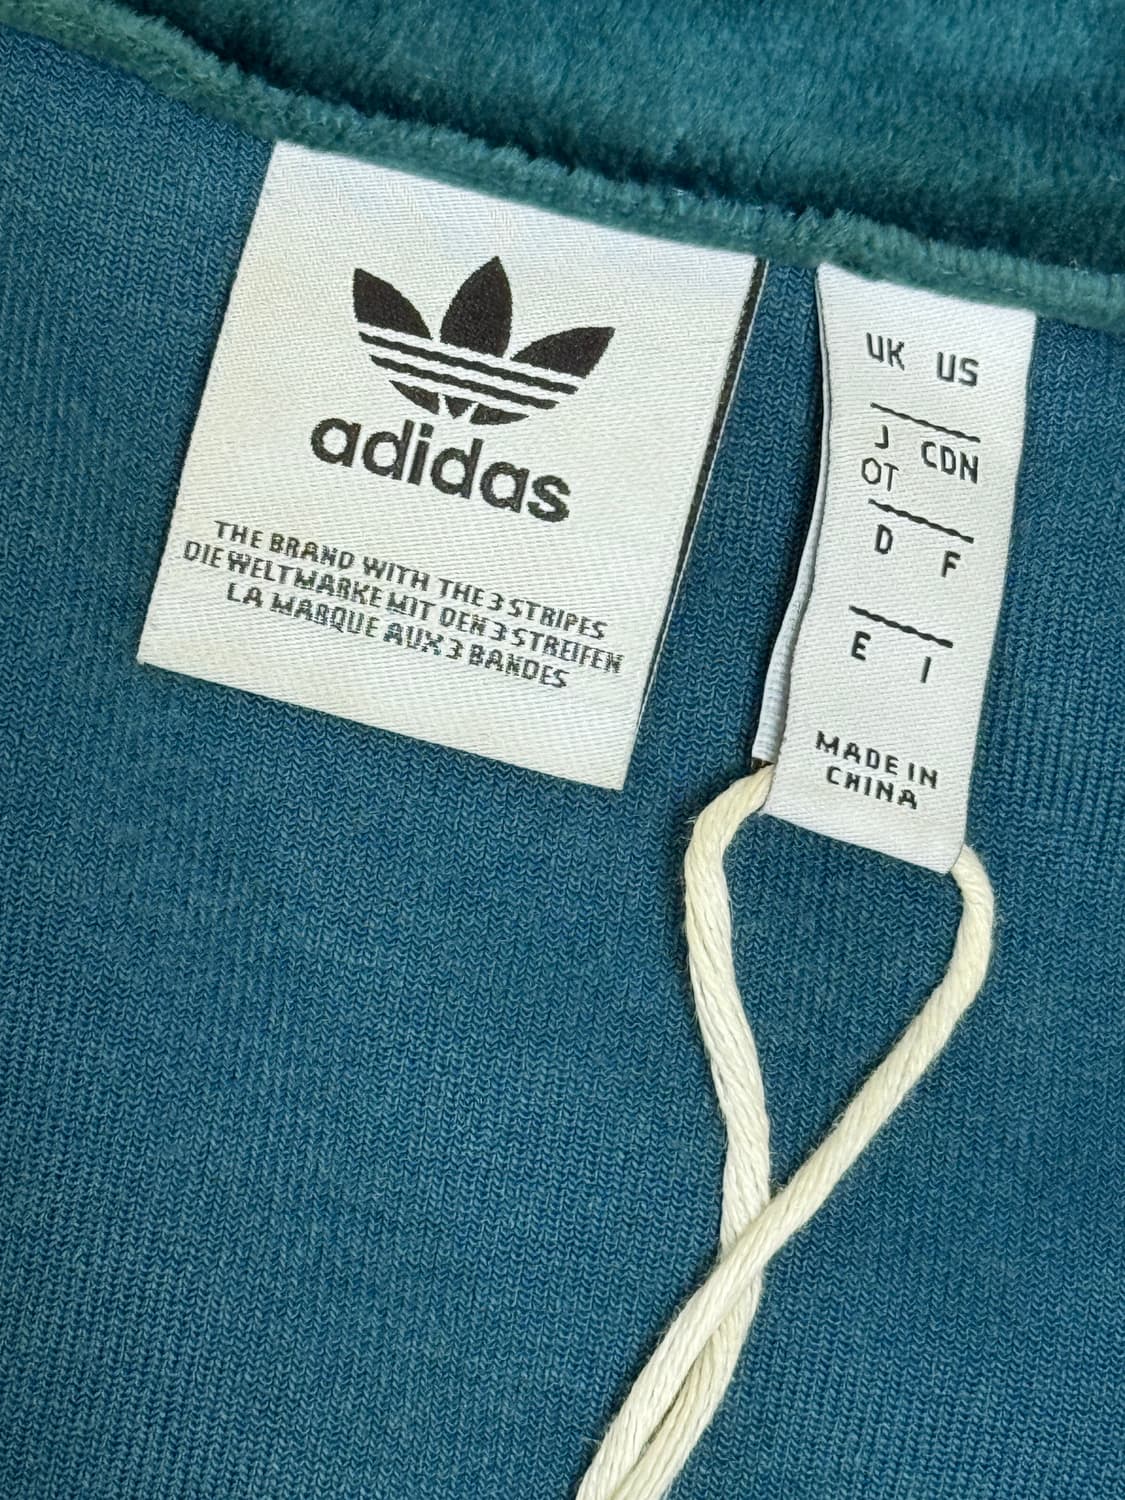 adidas
THE BRAND WITH THE 3 STRIPES
DIE WELTMARKE MIT DEN 3 STREIFEN
LA MARQUE AUX 3 BANDES
UK US
J CDN
OT
D F
E I
MADE IN
CHINA